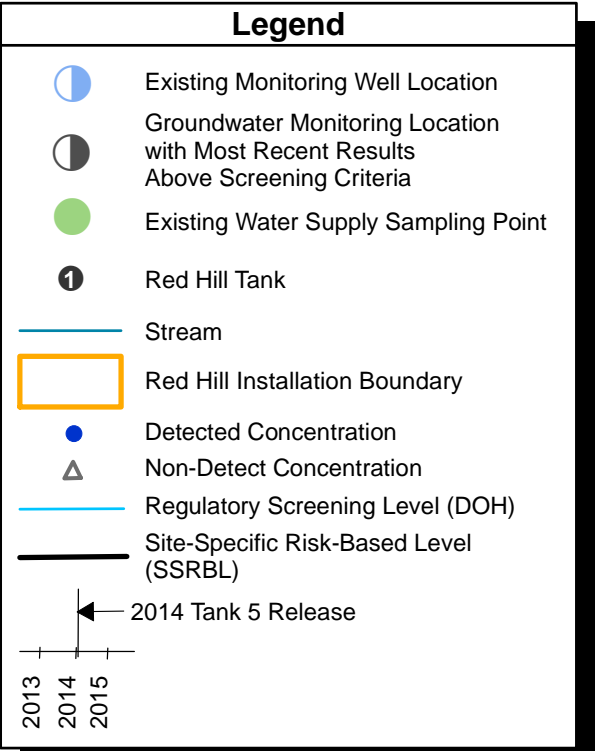 Legend
Existing Monitoring Well Location
Groundwater Monitoring Location
with Most Recent Results
Above Screening Criteria
Existing Water Supply Sampling Point
1
Red Hill Tank
Stream
Red Hill Installation Boundary
Detected Concentration
Non-Detect Concentration
Regulatory Screening Level (DOH)
Site-Specific Risk-Based Level
(SSRBL)
2014 Tank 5 Release
2013
2014
2015